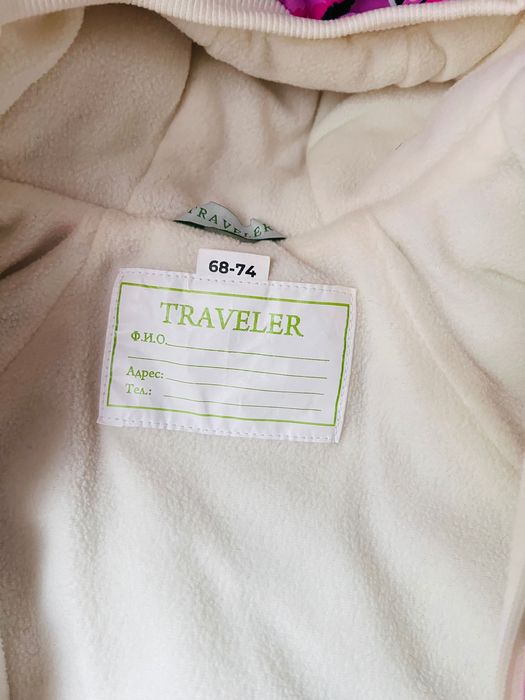 TRAVELER
68-74
TRAVELER
Ф.И.О.
Адрес:
Тел.: